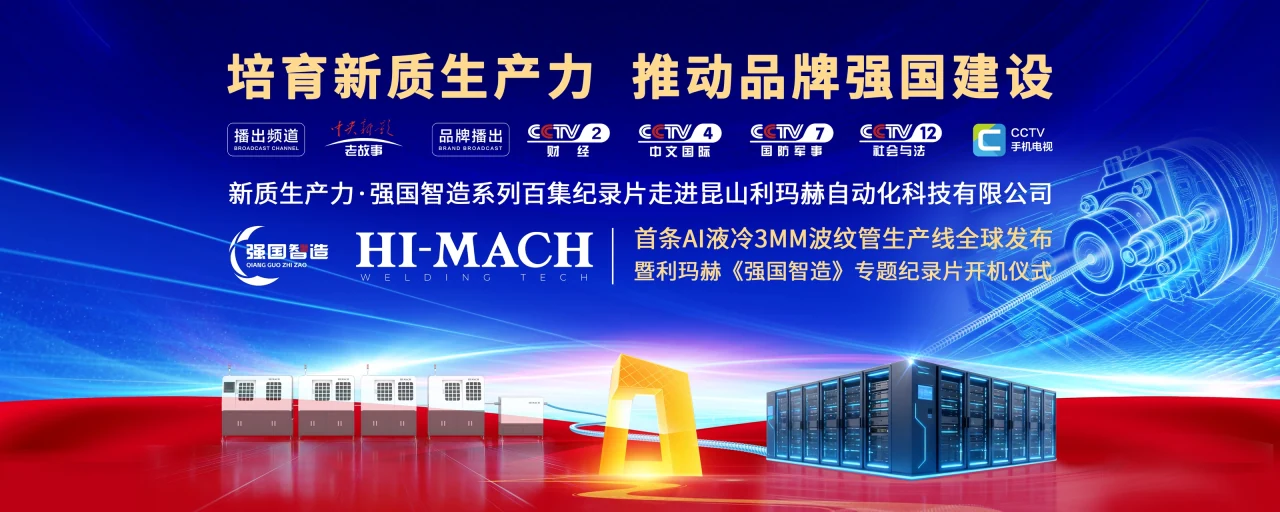 培育新质生产力 推动品牌强国建设
播出频道
BROADCAST CHANNEL
中央新影
老故事
品牌播出
BRAND BROADCAST
CCTV 2
财经
CCTV 4
中文国际
CCTV 7
国防军事
CCTV 12
社会与法
CCTV
手机电视
新质生产力·强国智造系列百集纪录片走进昆山利玛赫自动化科技有限公司
强国智造
QIANG GUO ZHI ZAO
HI-MACH
WELDING TECH
首条AI液冷3MM波纹管生产线全球发布
暨利玛赫《强国智造》专题纪录片开机仪式